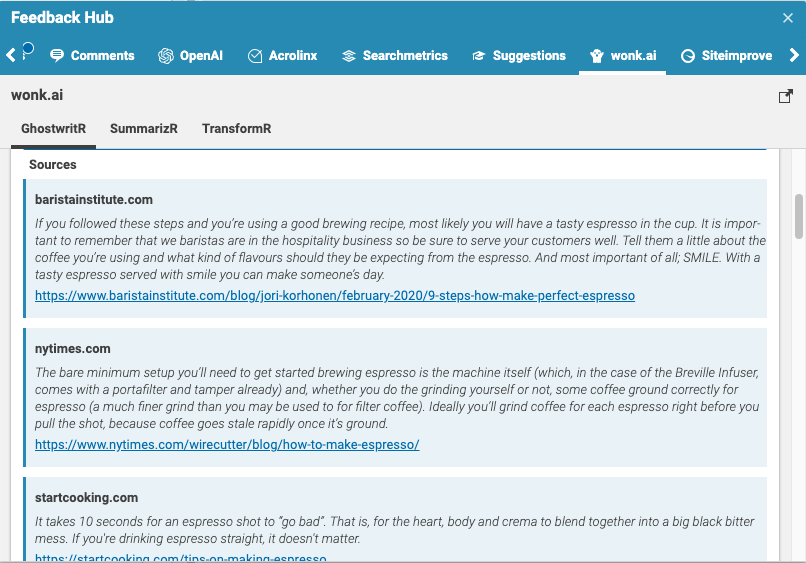 Feedback Hub
Comments OpenAI Acrolinx Searchmetrics Suggestions wonk.ai Siteimprove
wonk.ai
GhostwritR SummarizR TransformR
Sources
baristainstitute.com
If you followed these steps and you're using a good brewing recipe, most likely you will have a tasty espresso in the cup. It is impor-
tant to remember that we baristas are in the hospitality business so be sure to serve your customers well. Tell them a little about the
coffee you're using and what kind of flavours should they be expecting from the espresso. And most important of all; SMILE. With a
tasty espresso served with smile you can make someone's day.
https://www.baristainstitute.com/blog/jori-korhonen/february-2020/9-steps-how-make-perfect-espresso
nytimes.com
The bare minimum setup you'll need to get started brewing espresso is the machine itself (which, in the case of the Breville Infuser,
comes with a portafilter and tamper already) and, whether you do the grinding yourself or not, some coffee ground correctly for
espresso (a much finer grind than you may be used to for filter coffee). Ideally you'll grind coffee for each espresso right before you
pull the shot, because coffee goes stale rapidly once it's ground.
https://www.nytimes.com/wirecutter/blog/how-to-make-espresso/
startcooking.com
It takes 10 seconds for an espresso shot to "go bad". That is, for the heart, body and crema to blend together into a big black bitter
mess. If you're drinking espresso straight, it doesn't matter.
https://startcooking.com/tips-on-making-espresso